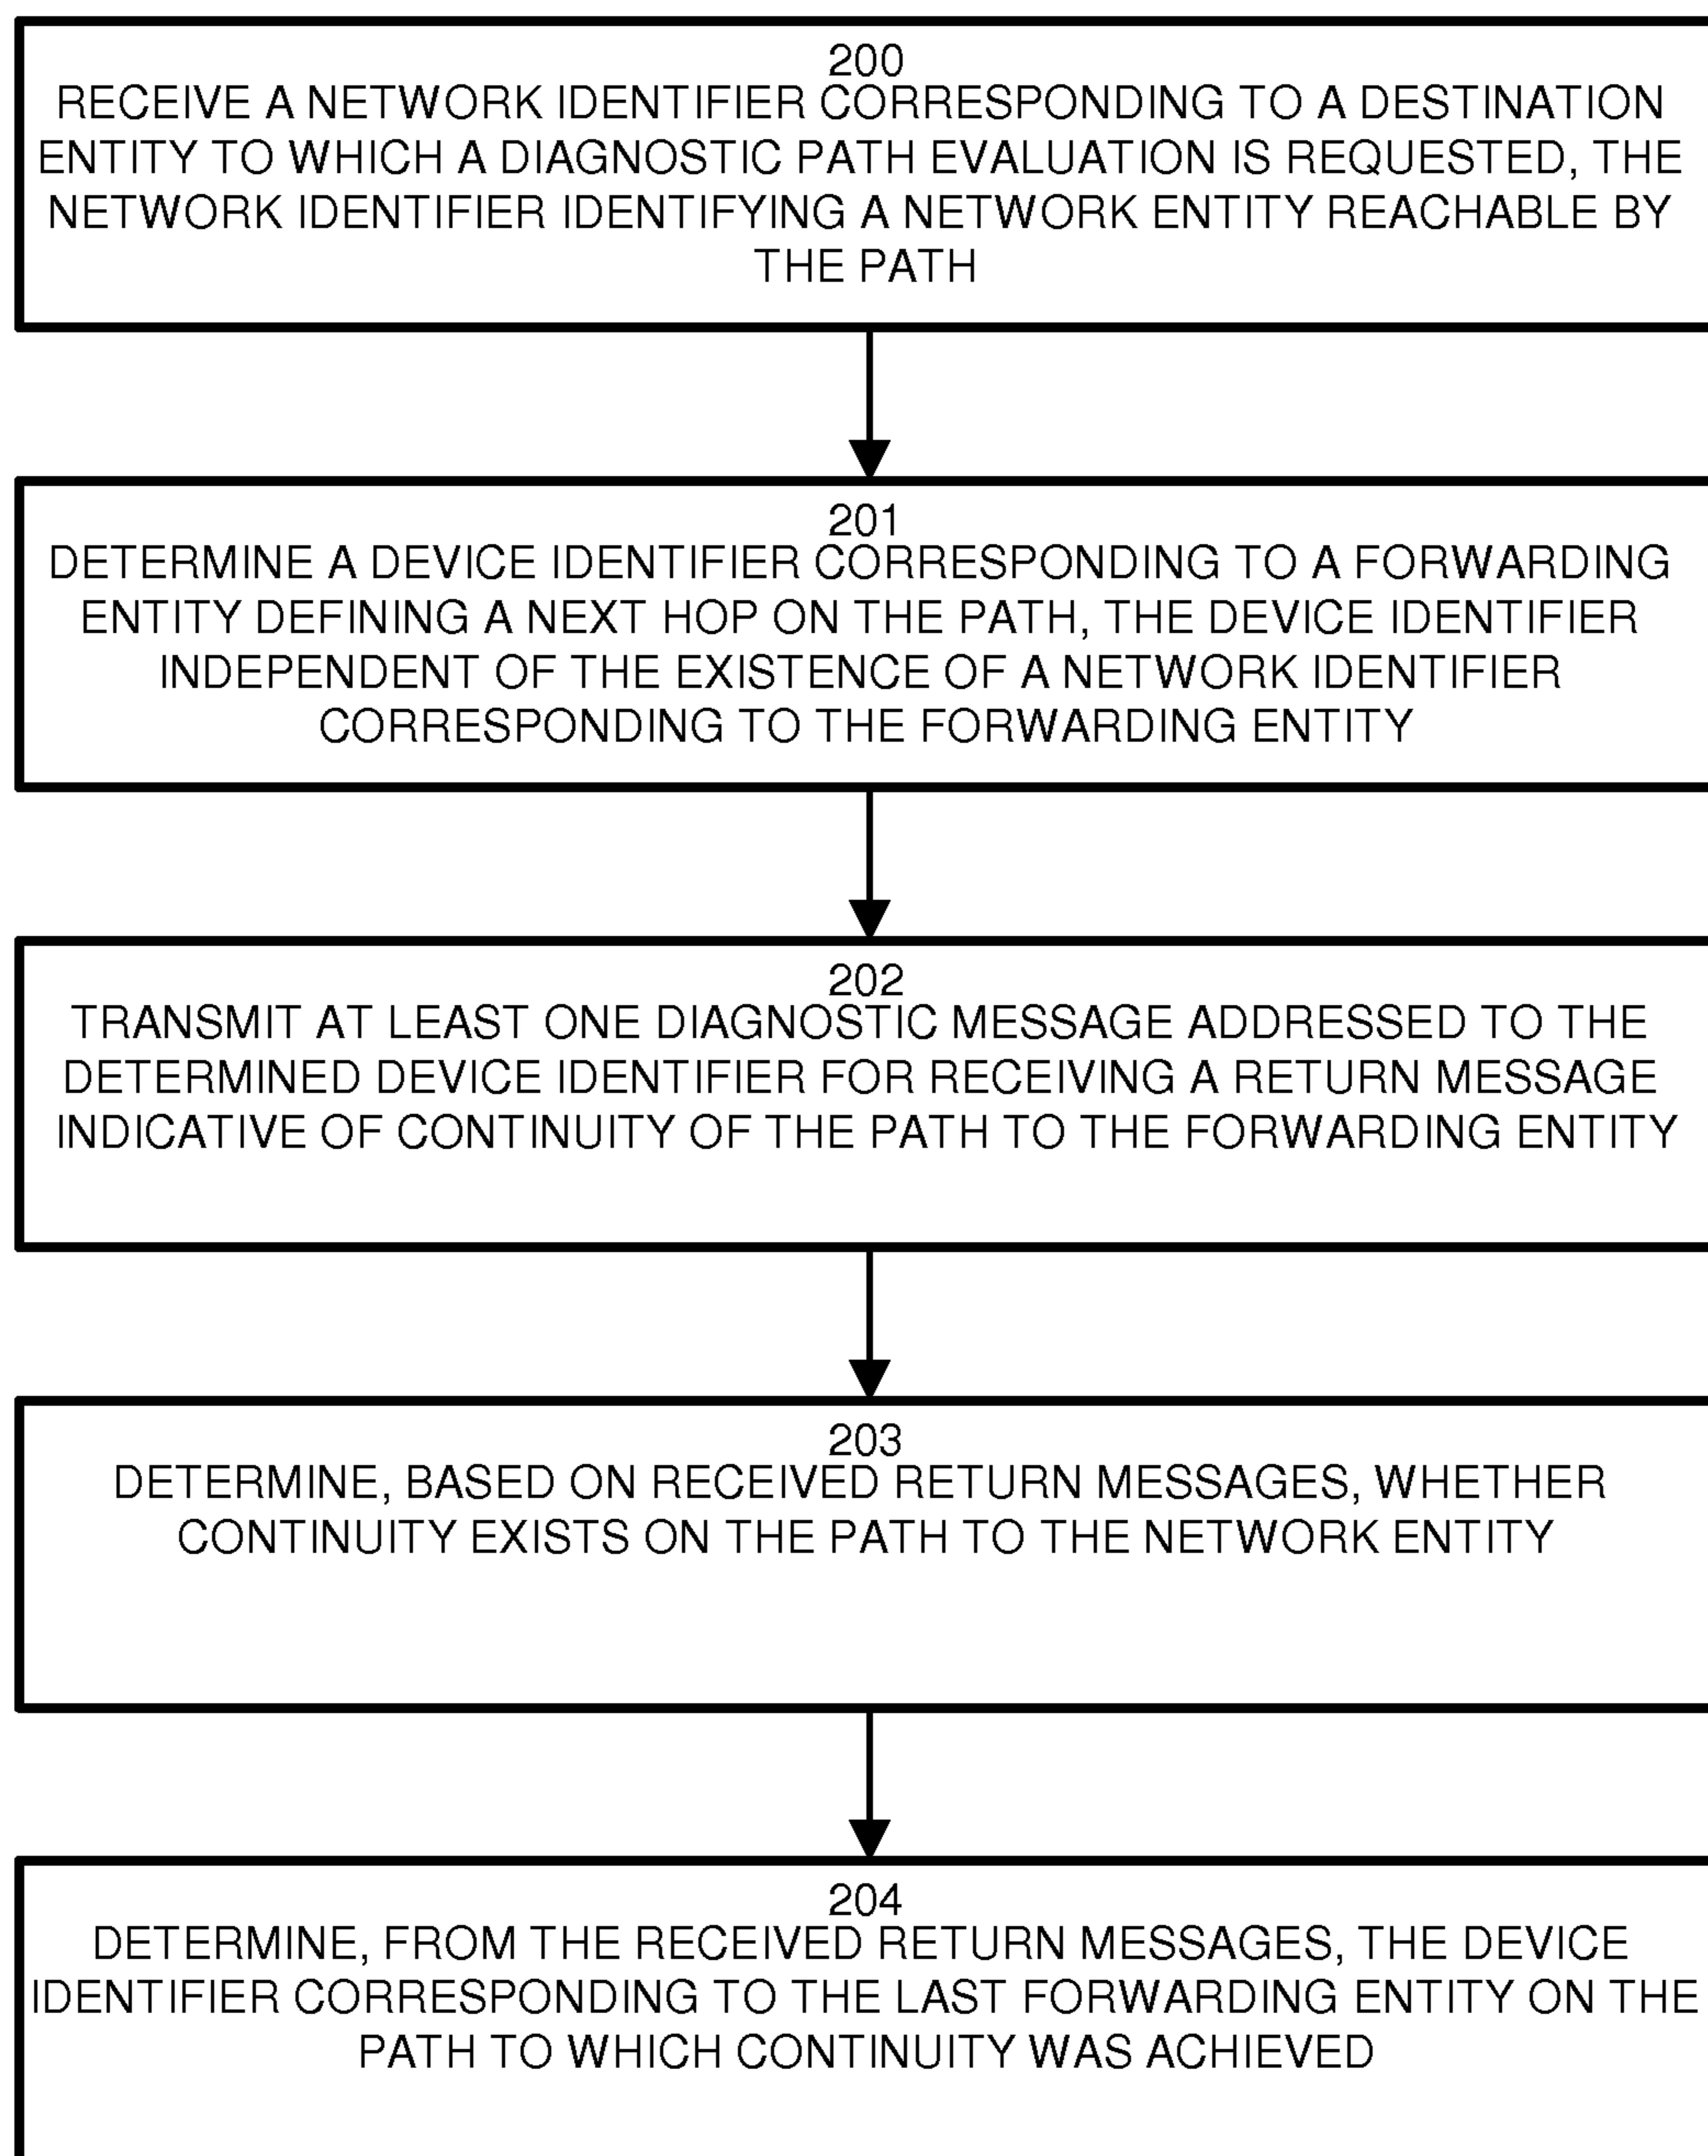 200
RECEIVE A NETWORK IDENTIFIER CORRESPONDING TO A DESTINATION
ENTITY TO WHICH A DIAGNOSTIC PATH EVALUATION IS REQUESTED, THE
NETWORK IDENTIFIER IDENTIFYING A NETWORK ENTITY REACHABLE BY
THE PATH
201
DETERMINE A DEVICE IDENTIFIER CORRESPONDING TO A FORWARDING
ENTITY DEFINING A NEXT HOP ON THE PATH, THE DEVICE IDENTIFIER
INDEPENDENT OF THE EXISTENCE OF A NETWORK IDENTIFIER
CORRESPONDING TO THE FORWARDING ENTITY
202
TRANSMIT AT LEAST ONE DIAGNOSTIC MESSAGE ADDRESSED TO THE
DETERMINED DEVICE IDENTIFIER FOR RECEIVING A RETURN MESSAGE
INDICATIVE OF CONTINUITY OF THE PATH TO THE FORWARDING ENTITY
203
DETERMINE, BASED ON RECEIVED RETURN MESSAGES, WHETHER
CONTINUITY EXISTS ON THE PATH TO THE NETWORK ENTITY
204
DETERMINE, FROM THE RECEIVED RETURN MESSAGES, THE DEVICE
IDENTIFIER CORRESPONDING TO THE LAST FORWARDING ENTITY ON THE
PATH TO WHICH CONTINUITY WAS ACHIEVED